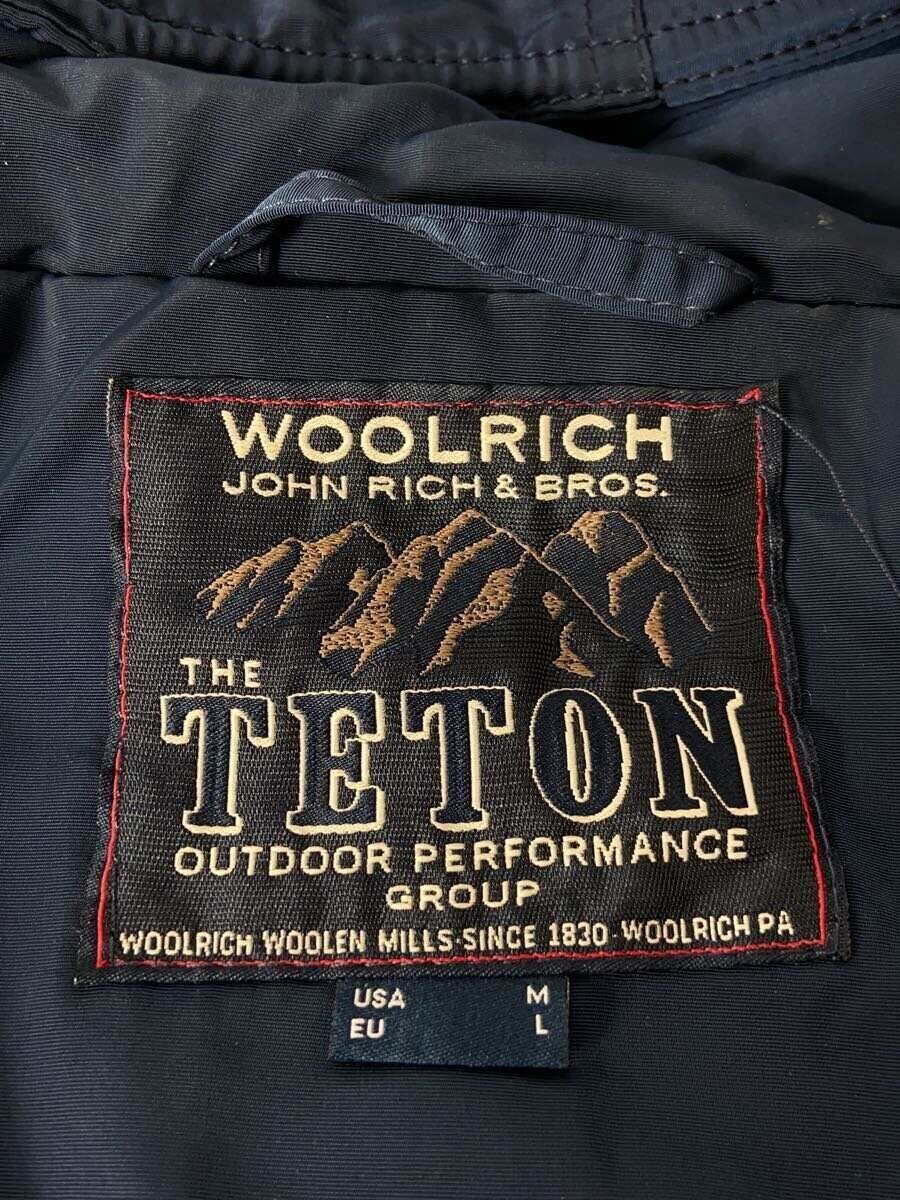 WOOLRICH
JOHN RICH & BROS.
THE
TETON
OUTDOOR PERFORMANCE
GROUP
WOOLRICH WOOLEN MILLS·SINCE 1830·WOOLRICH PA
USA M
EU L